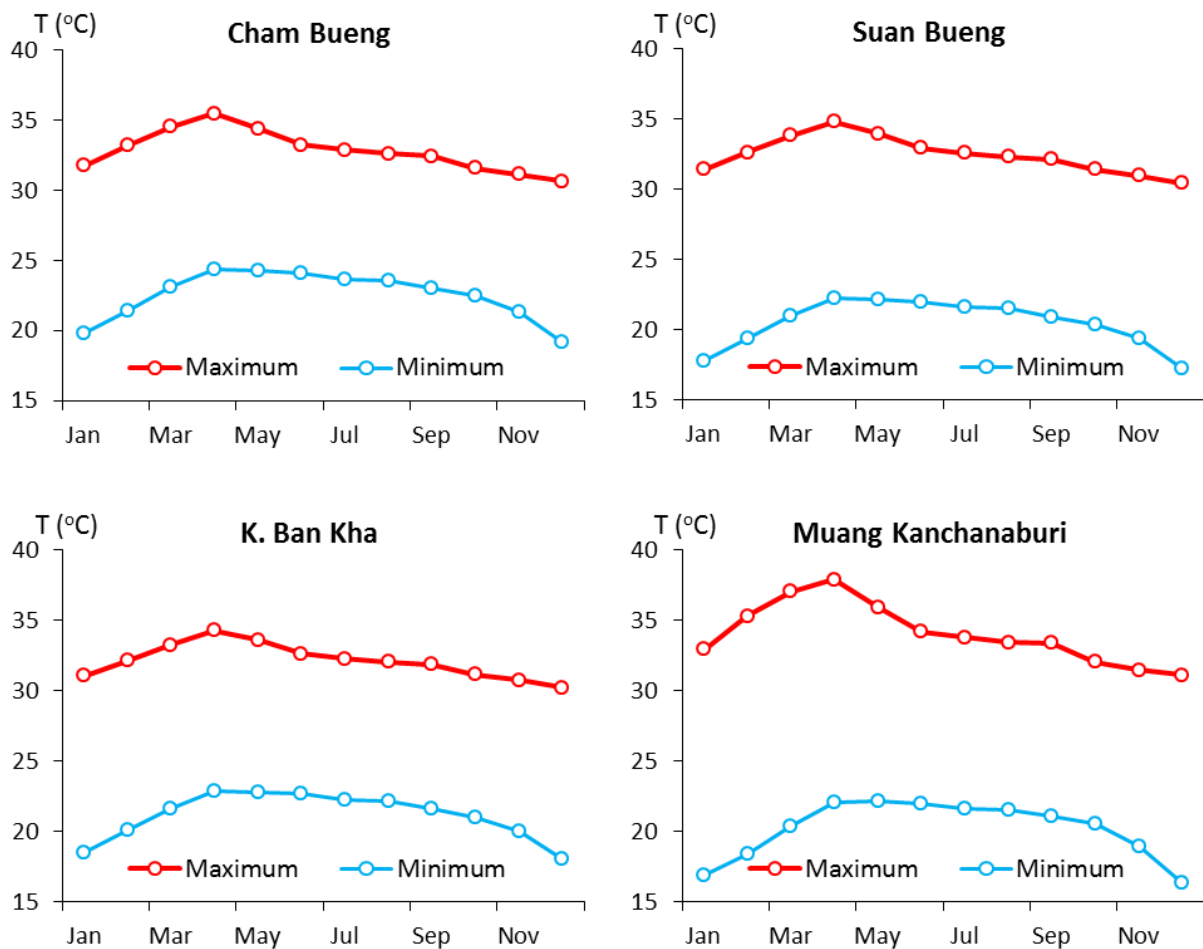 T (°C)
Cham Bueng
40
35
30
25
20
15
Maximum
Minimum
Jan Mar May Jul Sep Nov
T (°C)
Suan Bueng
40
35
30
25
20
15
Maximum
Minimum
Jan Mar May Jul Sep Nov
T (°C)
K. Ban Kha
40
35
30
25
20
15
Maximum
Minimum
Jan Mar May Jul Sep Nov
T (°C)
Muang Kanchanaburi
40
35
30
25
20
15
Maximum
Minimum
Jan Mar May Jul Sep Nov